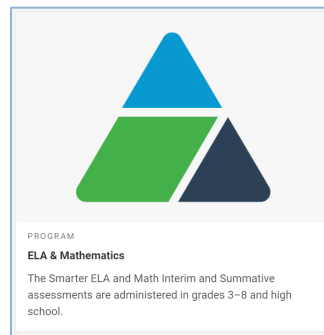 PROGRAM
ELA & Mathematics
The Smarter ELA and Math Interim and Summative
assessments are administered in grades 3–8 and high
school.